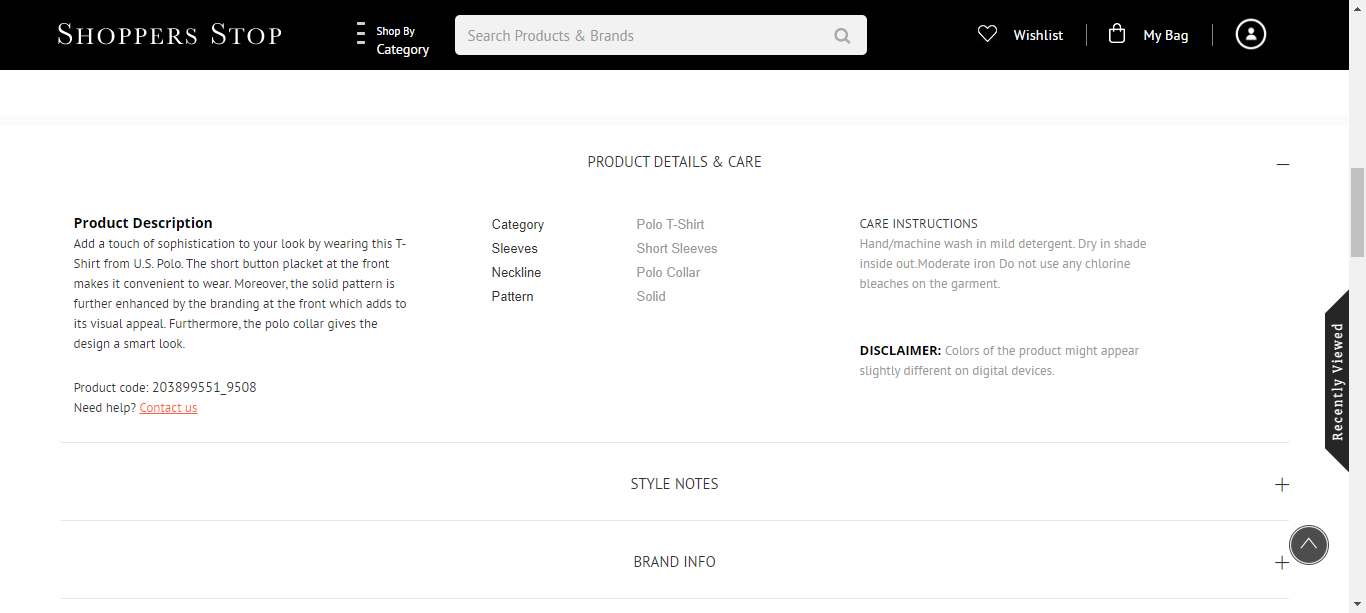 SHOPPERS STOP
Shop By
Category
Search Products & Brands
Wishlist
My Bag
PRODUCT DETAILS & CARE
Product Description
Add a touch of sophistication to your look by wearing this T-
Shirt from U.S. Polo. The short button placket at the front
makes it convenient to wear. Moreover, the solid pattern is
further enhanced by the branding at the front which adds to
its visual appeal. Furthermore, the polo collar gives the
design a smart look.
Product code: 203899551_9508
Need help? Contact us
Category Polo T-Shirt
Sleeves Short Sleeves
Neckline Polo Collar
Pattern Solid
CARE INSTRUCTIONS
Hand/machine wash in mild detergent. Dry in shade
inside out.Moderate iron Do not use any chlorine
bleaches on the garment.
DISCLAIMER: Colors of the product might appear
slightly different on digital devices.
Recently Viewed
STYLE NOTES
BRAND INFO